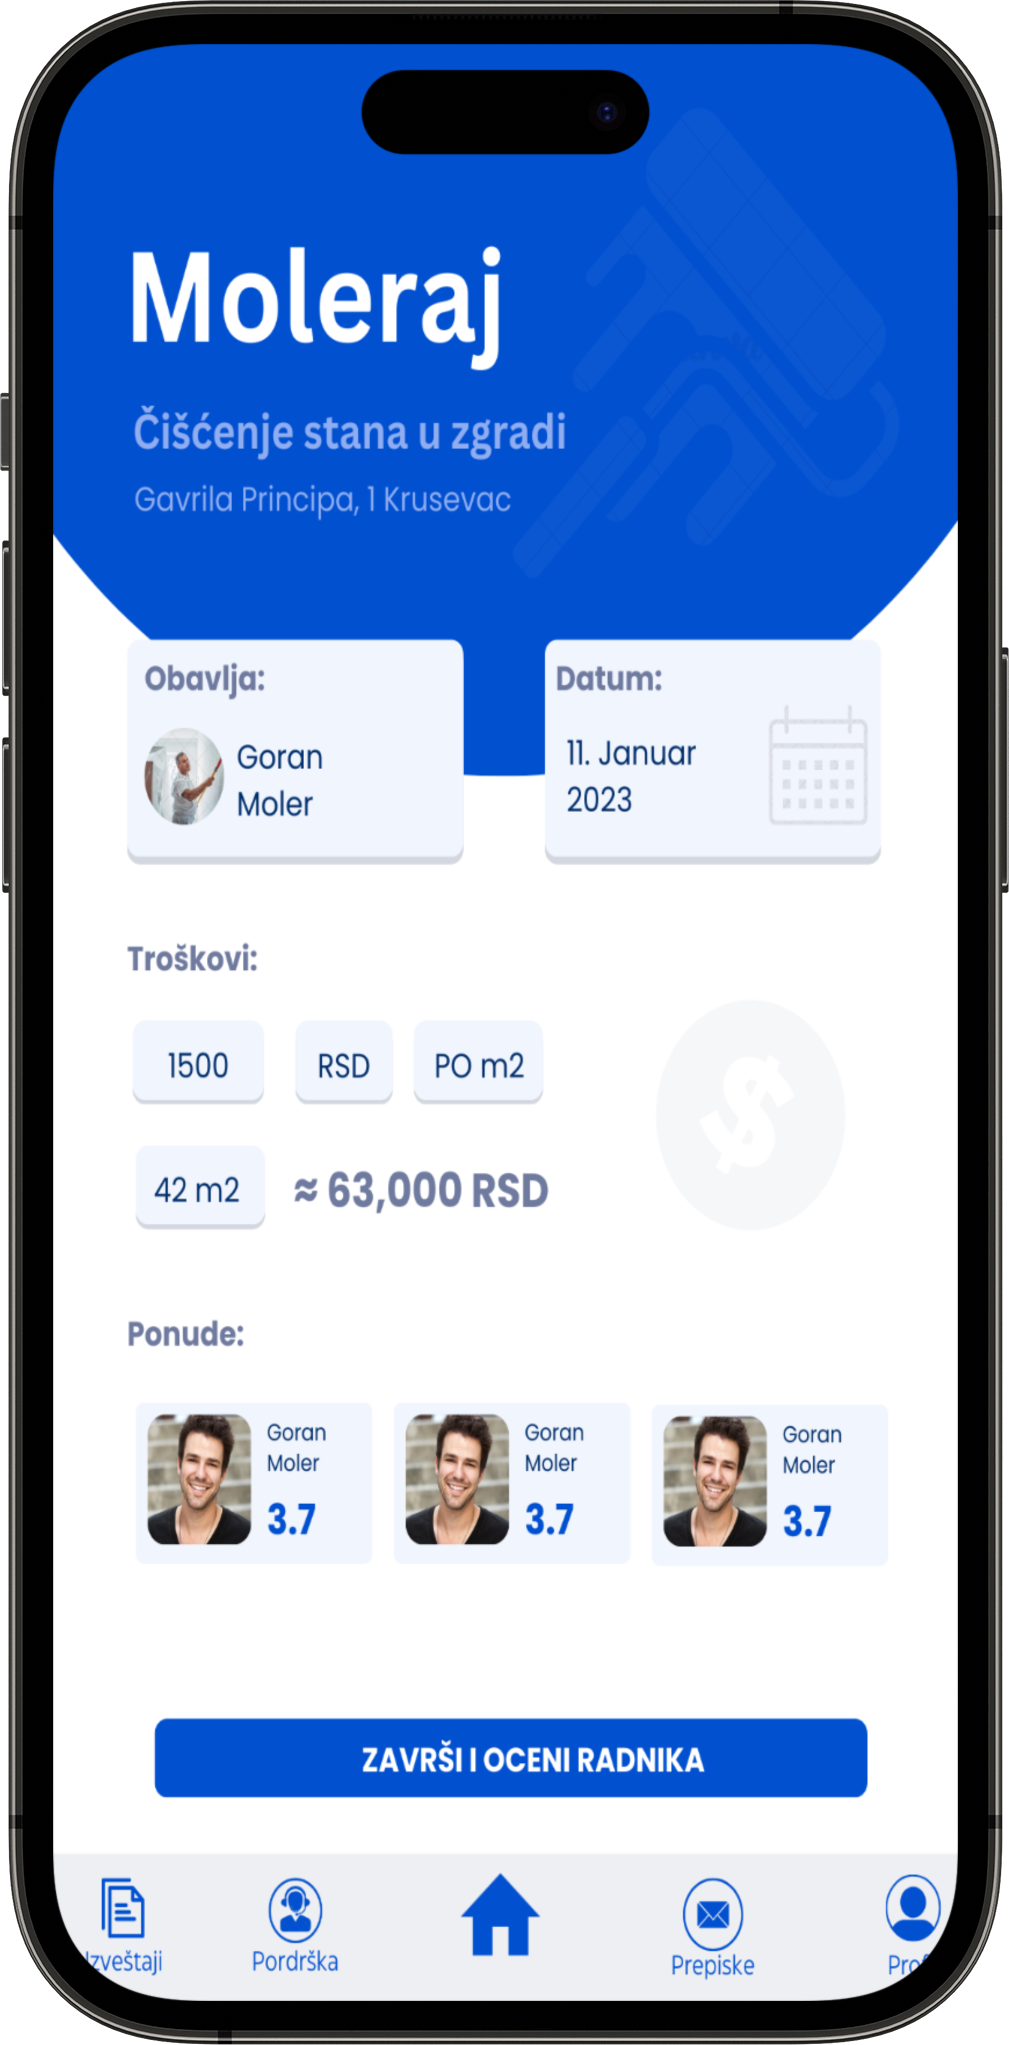 Moleraj
Čišćenje stana u zgradi
Gavrila Principa, 1 Krusevac
Obavlja:
Goran
Moler
Datum:
11. Januar
2023
Troškovi:
1500
RSD
PO m2
42 m2
≈ 63,000 RSD
Ponude:
Goran
Moler
3.7
Goran
Moler
3.7
Goran
Moler
3.7
ZAVRŠI I OCENI RADNIKA
Izveštaji
Pordrška
Prepiske
Prof